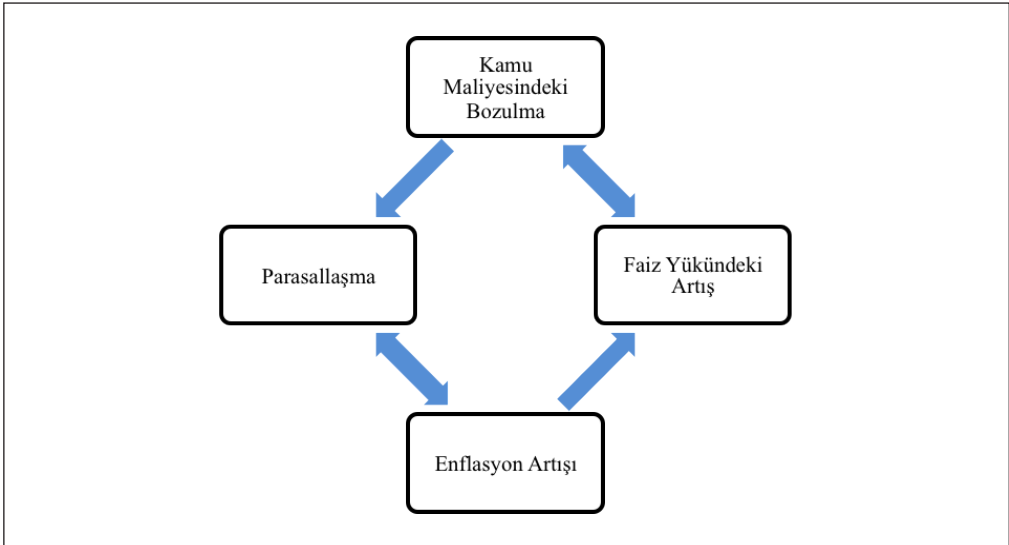 Kamu
Maliyesindeki
Bozulma
Parasallaşma
Faiz Yükündeki
Artış
Enflasyon Artışı